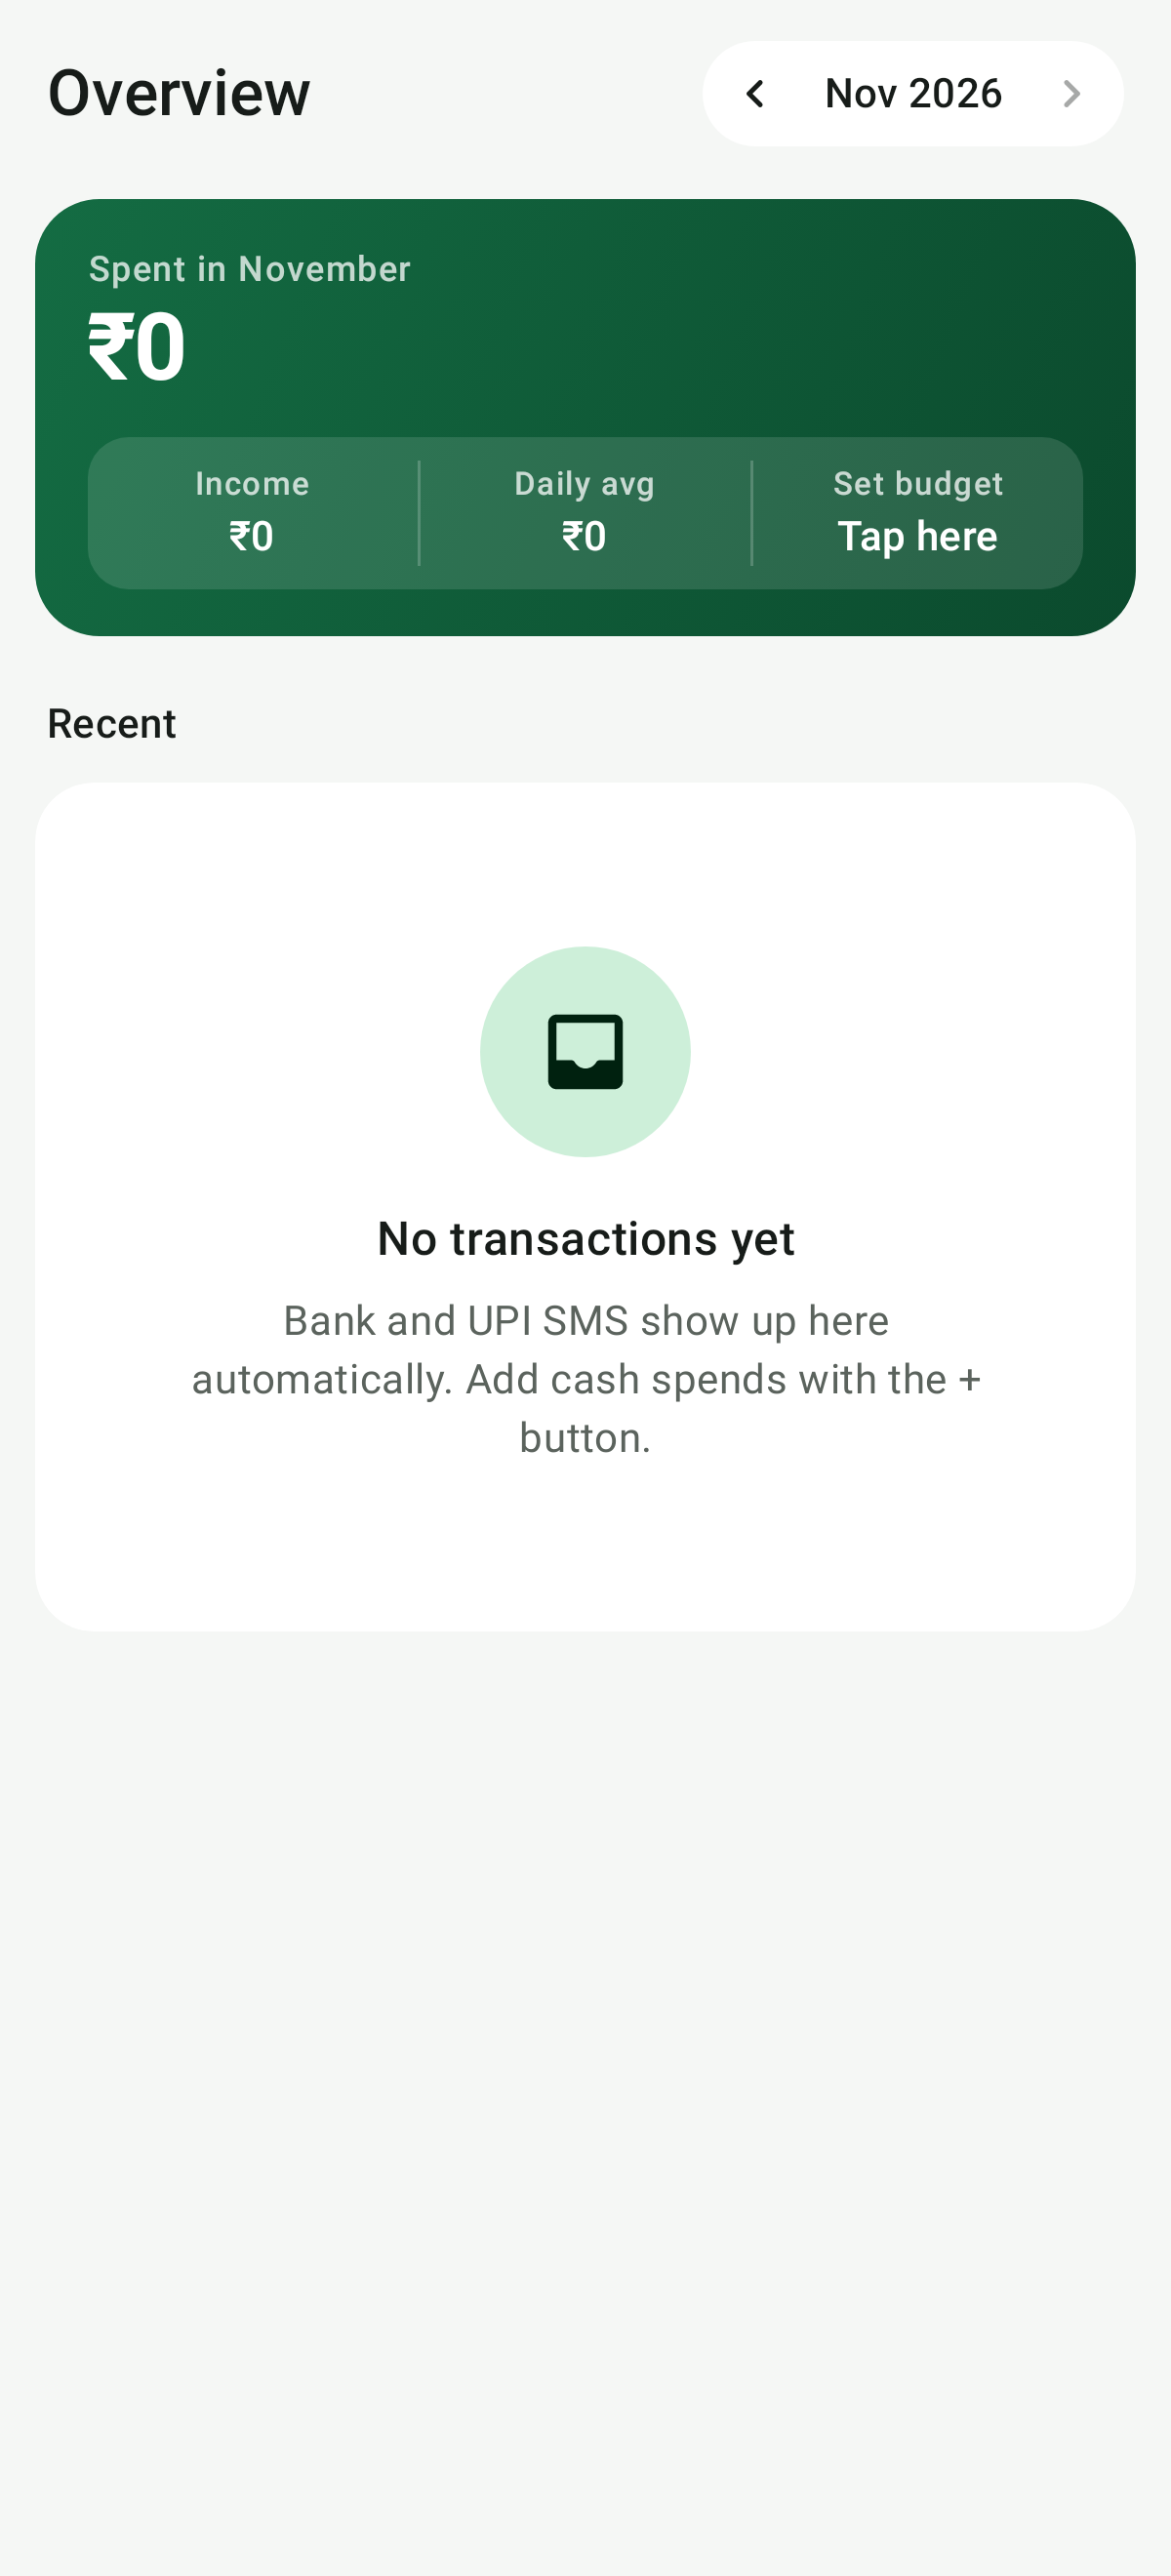 Overview
Nov 2026
Spent in November
₹0
Income
₹0
Daily avg
₹0
Set budget
Tap here
Recent
No transactions yet
Bank and UPI SMS show up here
automatically. Add cash spends with the +
button.